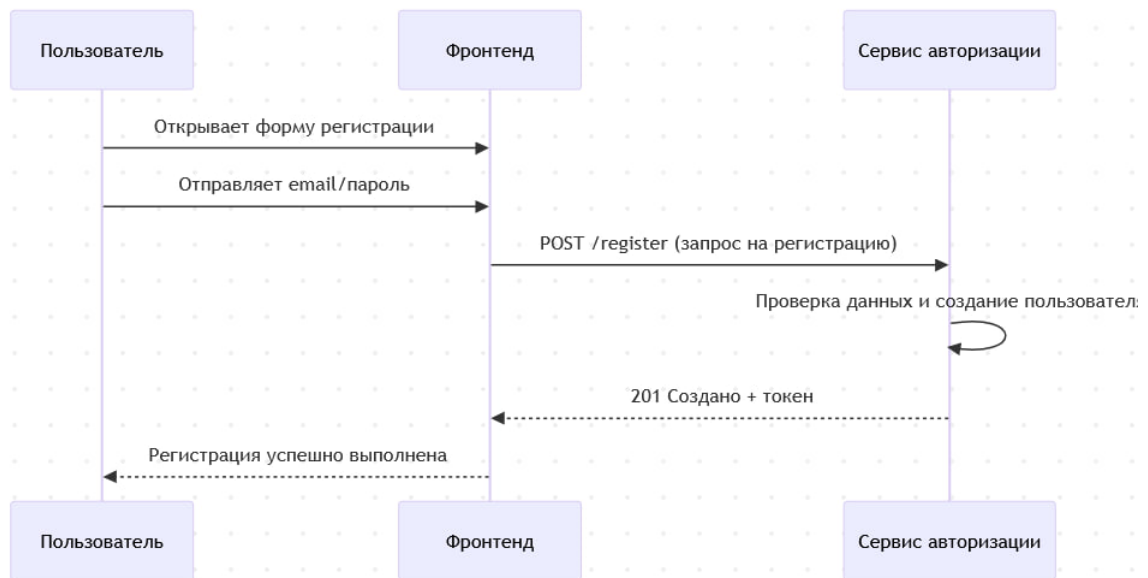 Пользователь
Фронтенд
Сервис авторизации
Открывает форму регистрации
Отправляет email/пароль
POST /register (запрос на регистрацию)
Проверка данных и создание пользователя
201 Создано + токен
Регистрация успешно выполнена
Пользователь
Фронтенд
Сервис авторизации